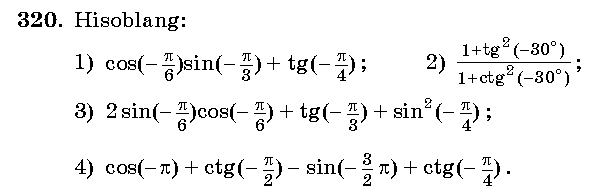 320. Hisoblang:
1) cos(−π/6)sin(−π/3) + tg(−π/4); 2) (1+tg²(−30°))/(1+ctg²(−30°));
3) 2 sin(−π/6)cos(−π/6) + tg(−π/3) + sin²(−π/4);
4) cos(−π) + ctg(−π/2) − sin(−3/2 π) + ctg(−π/4).